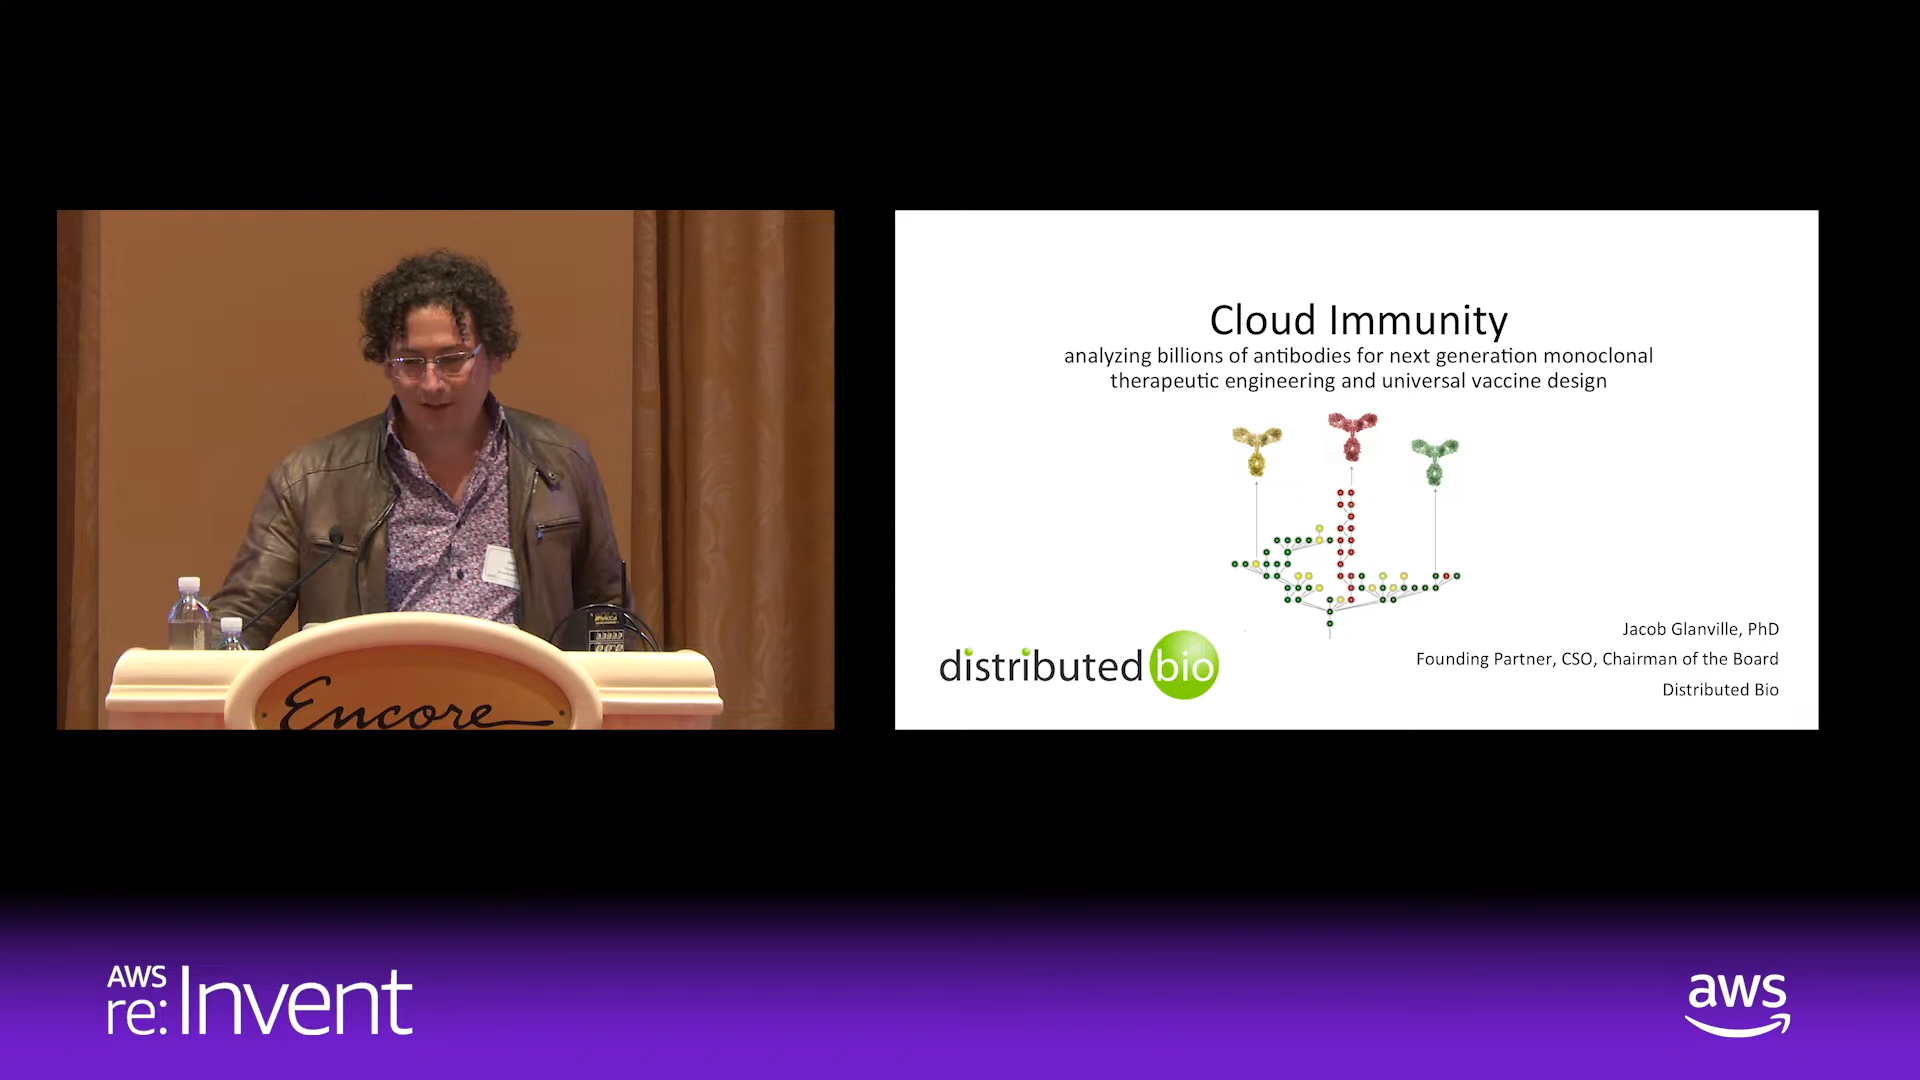 Cloud Immunity
analyzing billions of antibodies for next generation monoclonal
therapeutic engineering and universal vaccine design
Jacob Glanville, PhD
Founding Partner, CSO, Chairman of the Board
Distributed Bio
distributed bio
Encore
AWS
re:Invent
aws